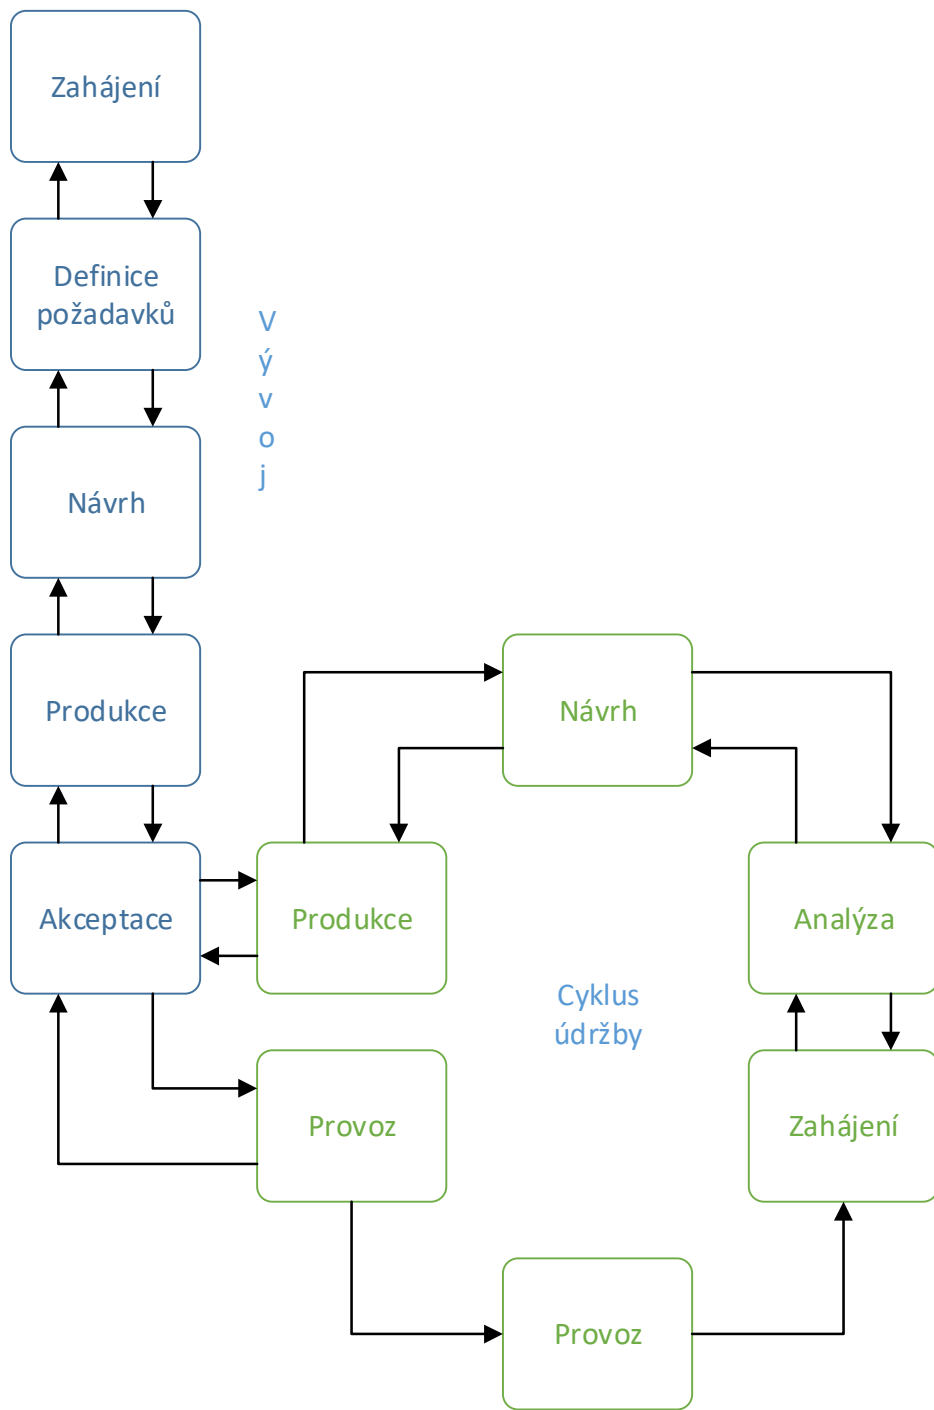 Zahájení
Definice
požadavků
V
ý
v
o
j
Návrh
Produkce
Návrh
Akceptace
Produkce
Analýza
Cyklus
údržby
Provoz
Zahájení
Provoz